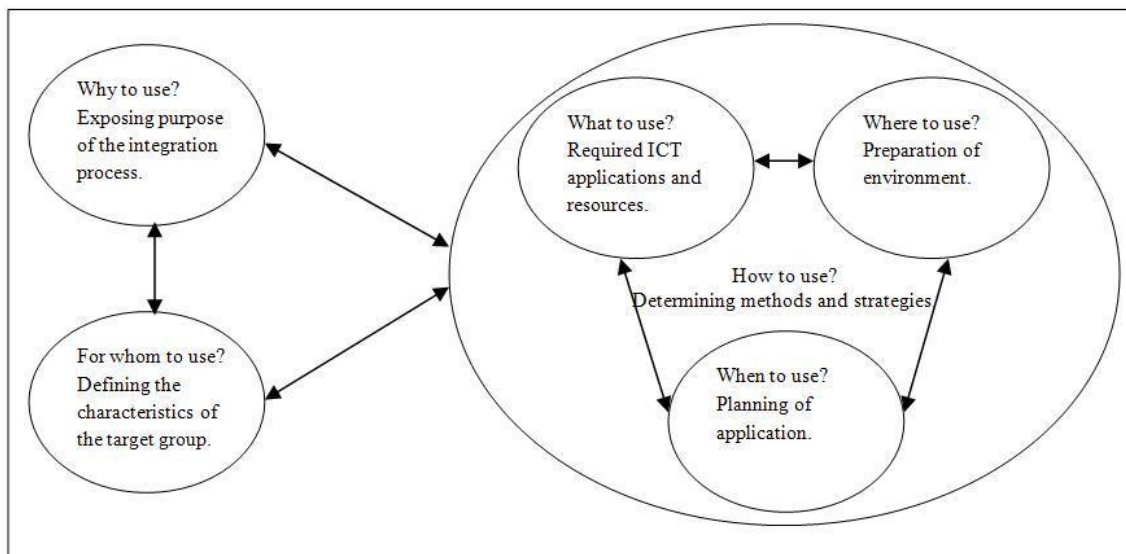 Why to use?
Exposing purpose
of the integration
process.
For whom to use?
Defining the
characteristics of
the target group.
What to use?
Required ICT
applications and
resources.
Where to use?
Preparation of
environment.
How to use?
Determining methods and strategies
When to use?
Planning of
application.